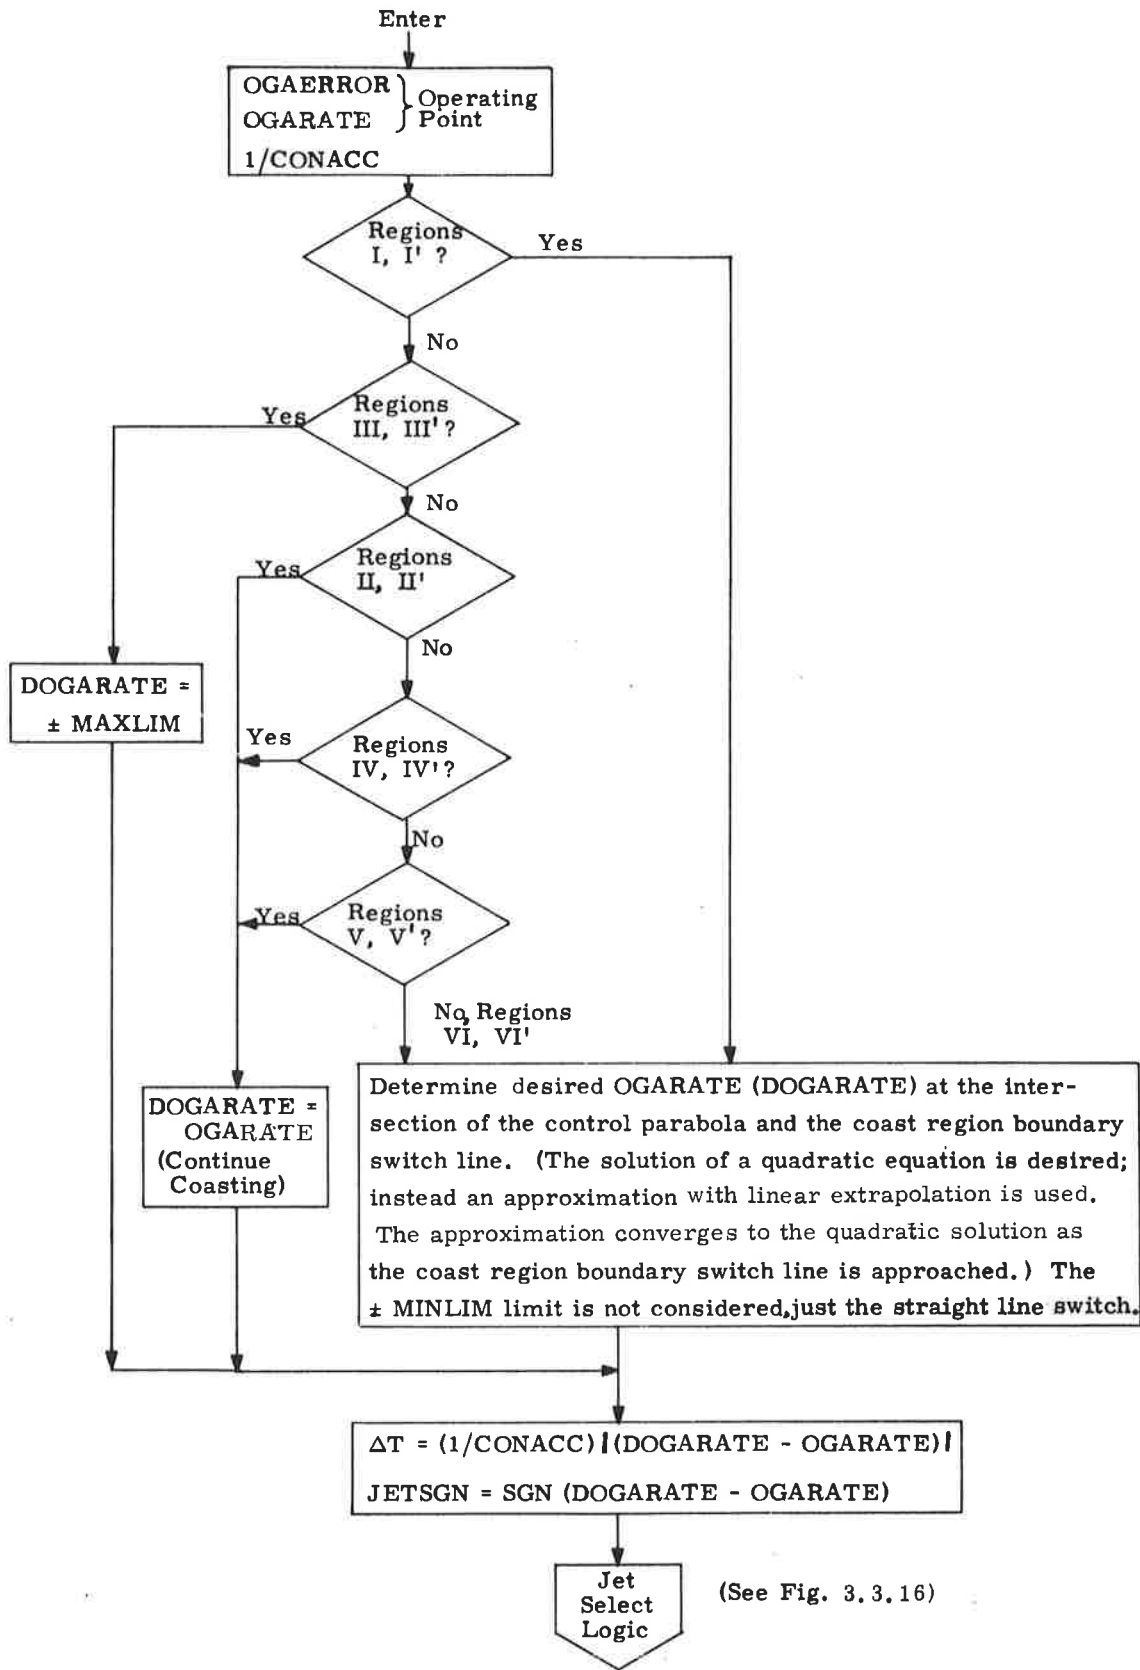 Enter
OGAERROR
OGARATE
Operating
Point
1/CONACC
Regions
I, I' ?
Yes
No
Regions
III, III' ?
Yes
No
Regions
II, II'
Yes
No
DOGARATE =
± MAXLIM
Regions
IV, IV' ?
Yes
No
Regions
V, V' ?
Yes
No, Regions
VI, VI'
DOGARATE =
OGARATE
(Continue
Coasting)
Determine desired OGARATE (DOGARATE) at the inter-
section of the control parabola and the coast region boundary
switch line. (The solution of a quadratic equation is desired;
instead an approximation with linear extrapolation is used.
The approximation converges to the quadratic solution as
the coast region boundary switch line is approached.) The
± MINLIM limit is not considered, just the straight line switch.
ΔT = (1/CONACC) |(DOGARATE - OGARATE)|
JETSGN = SGN (DOGARATE - OGARATE)
Jet
Select
Logic
(See Fig. 3.3.16)